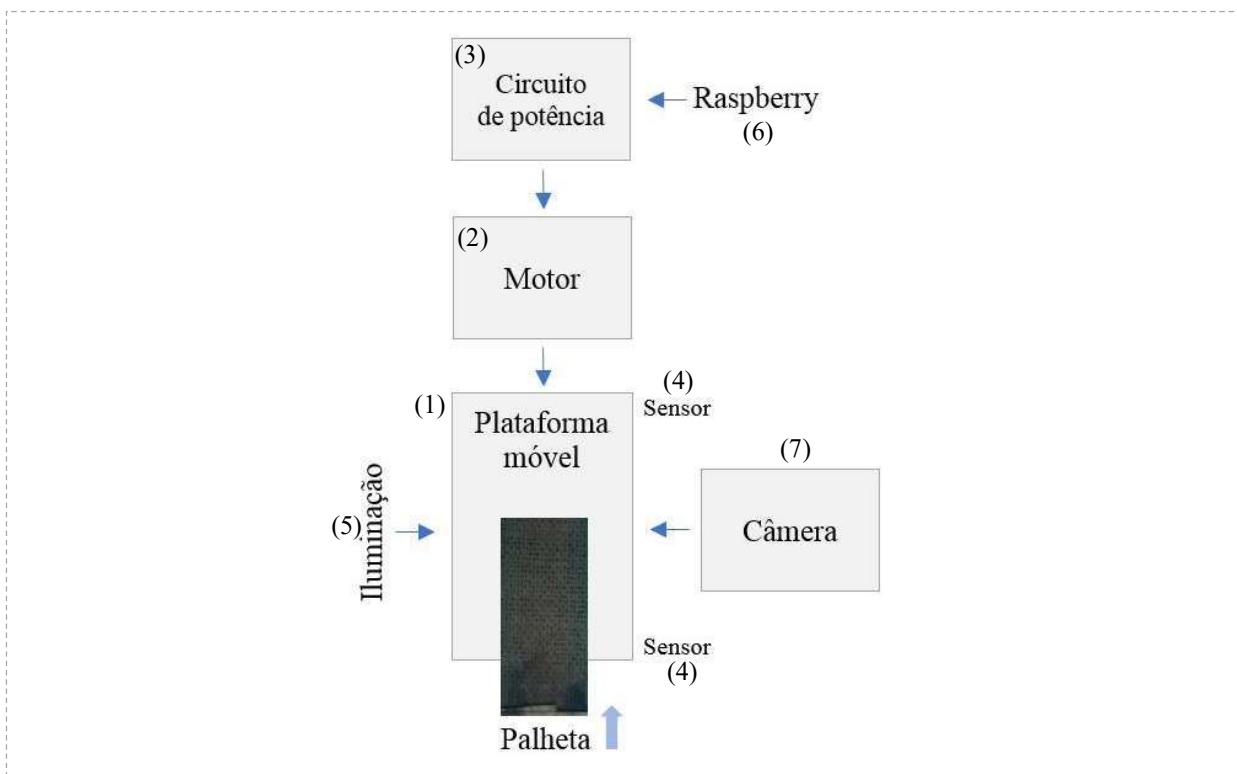 (3)
Circuito
de potência
Raspberry
(6)
(2)
Motor
(4)
Sensor
(1)
Plataforma
móvel
(7)
Câmera
(5)
Iluminação
Sensor
(4)
Palheta